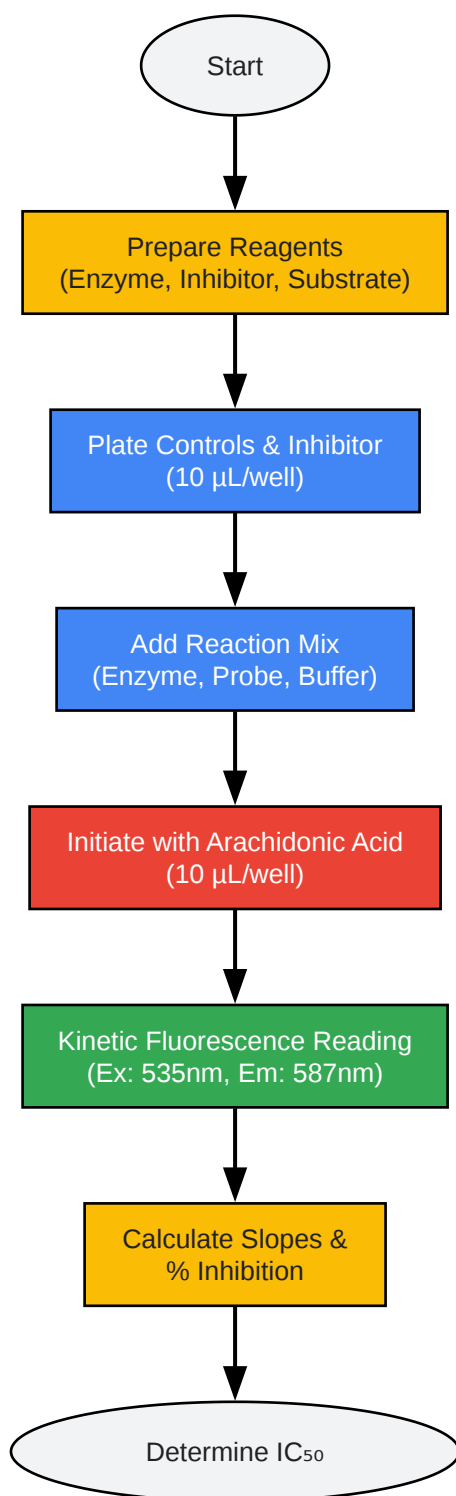 Start
Prepare Reagents
(Enzyme, Inhibitor, Substrate)
Plate Controls & Inhibitor
(10 µL/well)
Add Reaction Mix
(Enzyme, Probe, Buffer)
Initiate with Arachidonic Acid
(10 µL/well)
Kinetic Fluorescence Reading
(Ex: 535nm, Em: 587nm)
Calculate Slopes &
% Inhibition
Determine IC₅₀